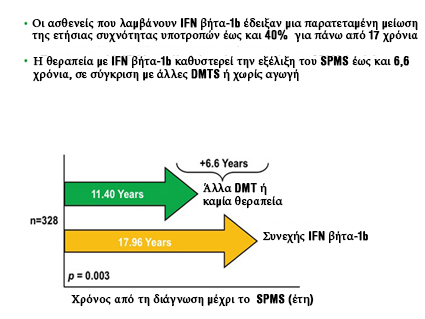 • Οι ασθενείς που λαμβάνουν IFN βήτα-1b έδειξαν μια παρατεταμένη μείωση
της ετήσιας συχνότητας υποτροπών έως και 40% για πάνω από 17 χρόνια
• Η θεραπεία με IFN βήτα-1b καθυστερεί την εξέλιξη του SPMS έως και 6,6
χρόνια, σε σύγκριση με άλλες DMTS ή χωρίς αγωγή
+6.6 Years
11.40 Years
Άλλα DMT ή
καμία θεραπεία
n=328
17.96 Years
Συνεχής IFN βήτα-1b
p = 0.003
Χρόνος από τη διάγνωση μέχρι το SPMS (έτη)